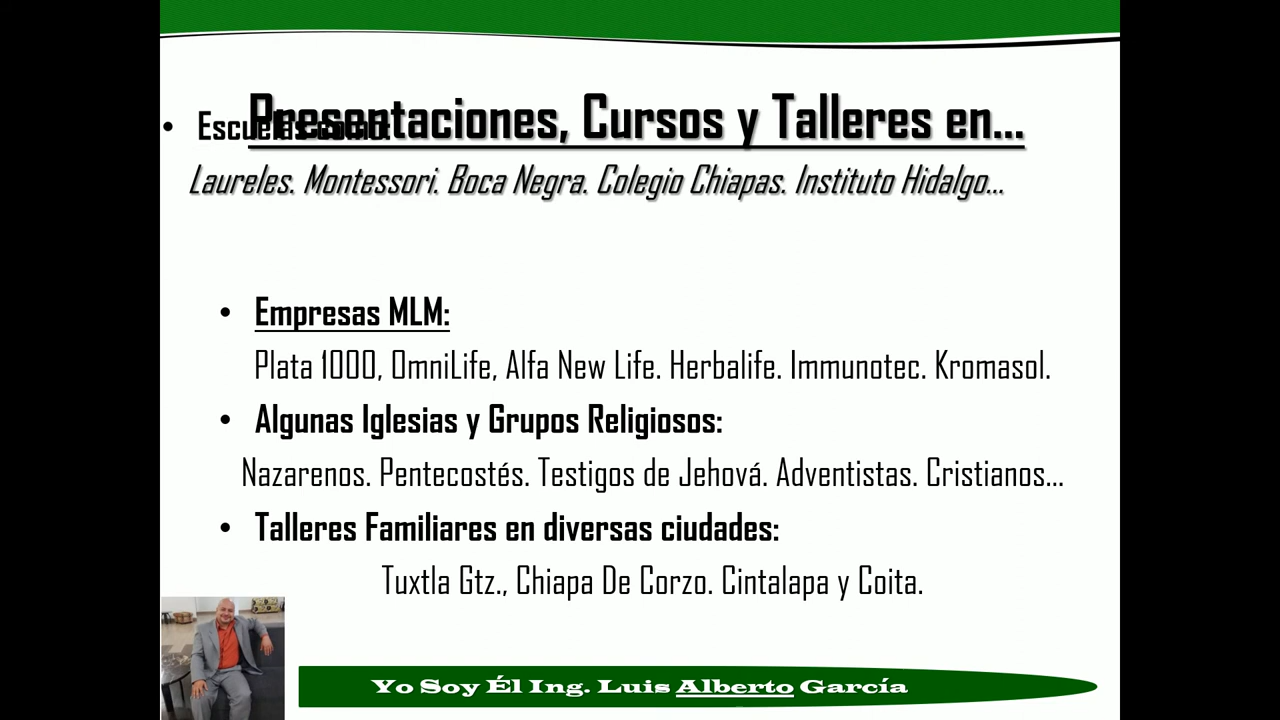 Presentaciones, Cursos y Talleres en...
• Escuelas como:
Laureles. Montessori. Boca Negra. Colegio Chiapas. Instituto Hidalgo...
• Empresas MLM:
Plata 1000, OmniLife, Alfa New Life. Herbalife. Immunotec. Kromasol.
• Algunas Iglesias y Grupos Religiosos:
Nazarenos. Pentecostés. Testigos de Jehová. Adventistas. Cristianos...
• Talleres Familiares en diversas ciudades:
Tuxtla Gtz., Chiapa De Corzo. Cintalapa y Coita.
Yo Soy Él Ing. Luis Alberto García